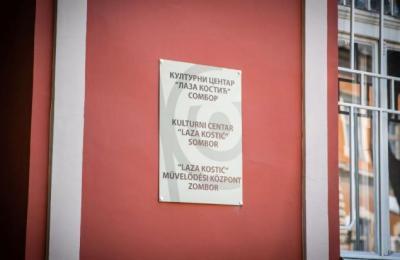 КУЛТУРНИ ЦЕНТАР
"ЛАЗА КОСТИЋ"
СОМБОР
KULTURNI CENTAR
"LAZA KOSTIĆ"
SOMBOR
"LAZA KOSTIĆ"
MŰVELŐDÉSI KÖZPONT
ZOMBOR